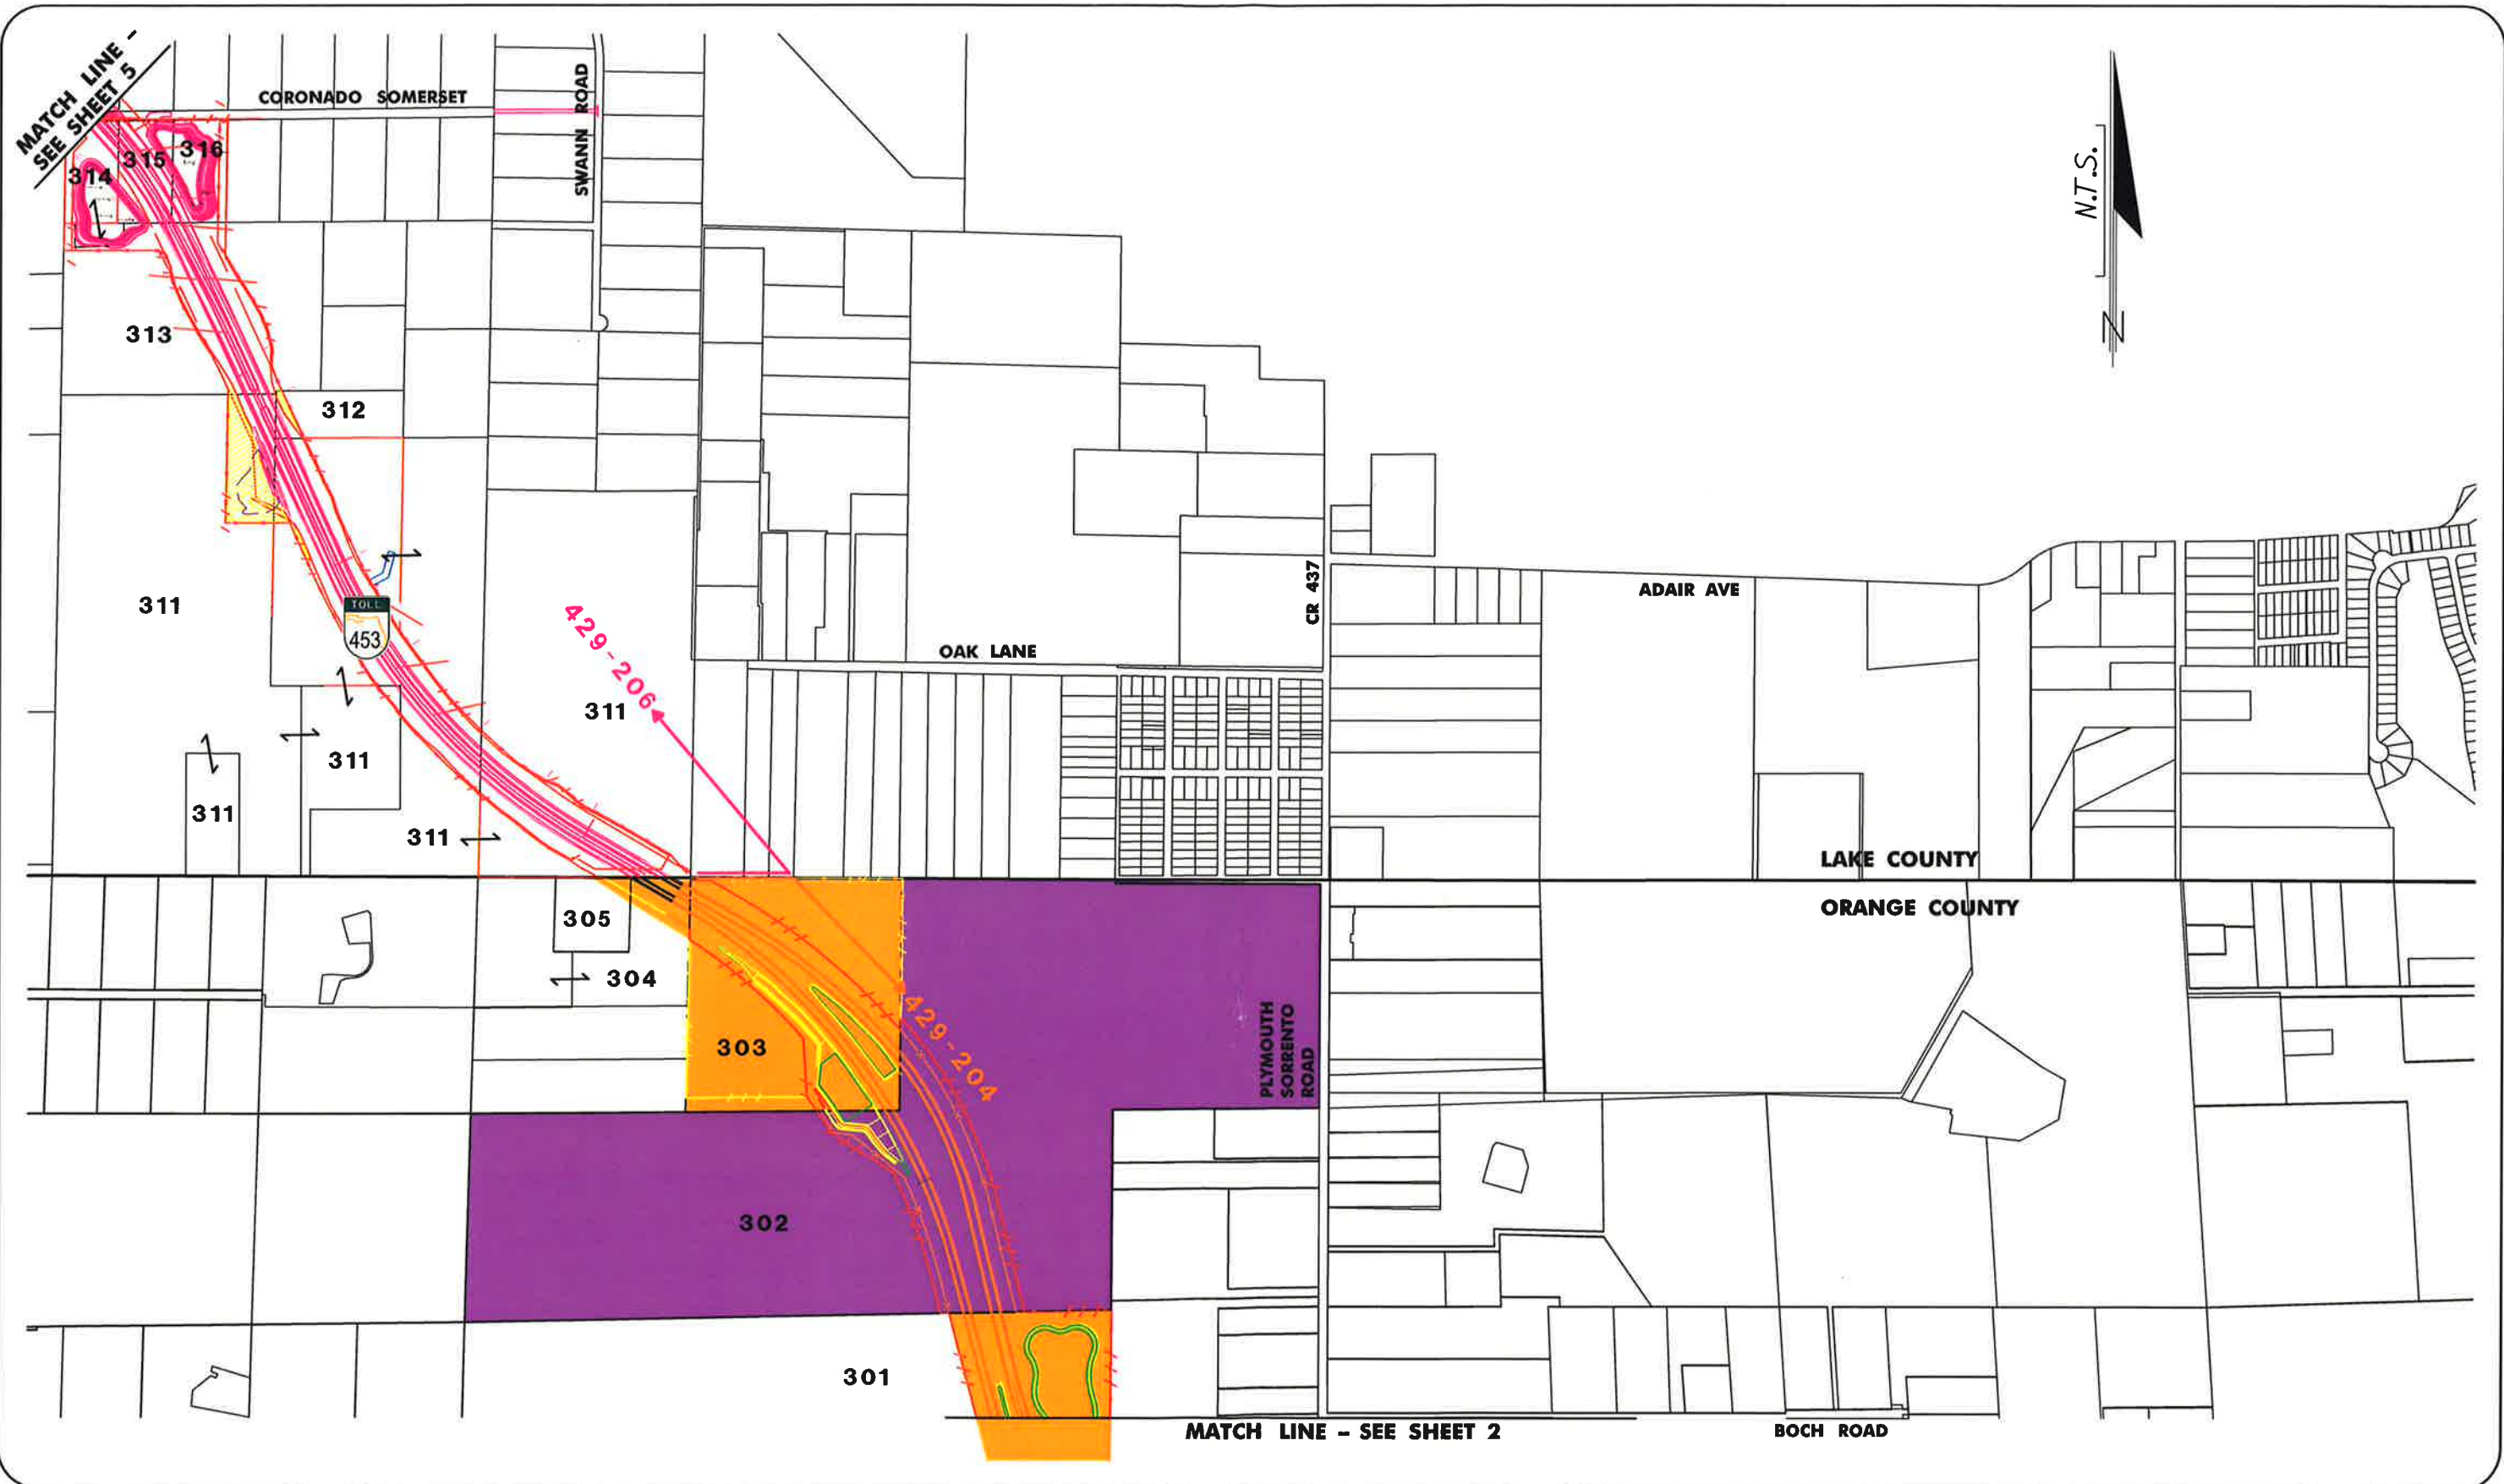 MATCH LINE -
SEE SHEET 5
CORONADO SOMERSET
SWANN ROAD
N.T.S.
N
314
315
316
313
312
311
TOLL
453
429-206
311
311
311
311
OAK LANE
CR 437
ADAIR AVE
LAKE COUNTY
ORANGE COUNTY
305
304
303
429-204
PLYMOUTH
SORRENTO
ROAD
302
301
MATCH LINE - SEE SHEET 2
BOCH ROAD